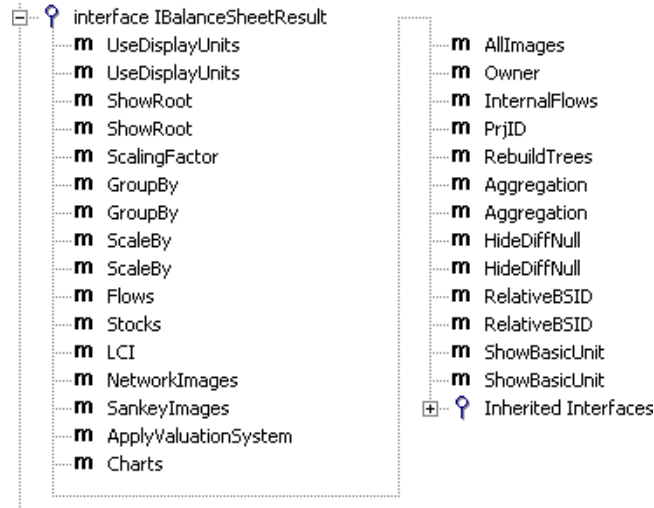 interface IBalanceSheetResult
m UseDisplayUnits
m UseDisplayUnits
m ShowRoot
m ShowRoot
m ScalingFactor
m GroupBy
m GroupBy
m ScaleBy
m ScaleBy
m Flows
m Stocks
m LCI
m NetworkImages
m SankeyImages
m ApplyValuationSystem
m Charts
m AllImages
m Owner
m InternalFlows
m PrjID
m RebuildTrees
m Aggregation
m Aggregation
m HideDiffNull
m HideDiffNull
m RelativeBSID
m RelativeBSID
m ShowBasicUnit
m ShowBasicUnit
Inherited Interfaces